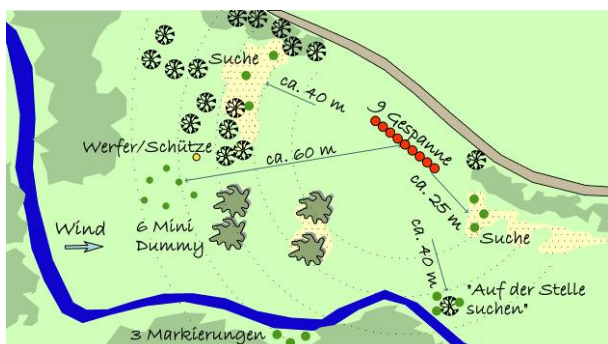 Suche
ca. 40 m
9 Gespanne
Werfer/Schütze
ca. 60 m
ca. 25 m
Wind
6 Mini
Dummy
ca. 40 m
Suche
"Auf der Stelle
suchen"
3 Markierungen